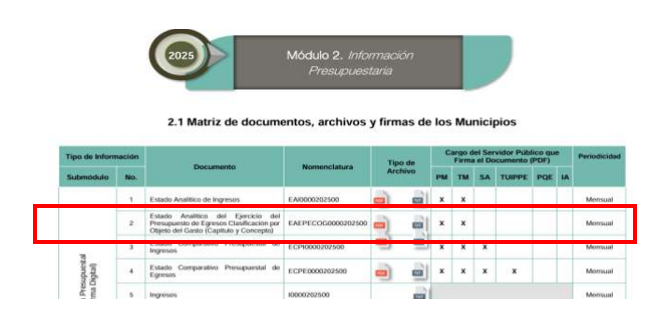 2025
Módulo 2. Información
Presupuestaria
2.1 Matriz de documentos, archivos y firmas de los Municipios
Tipo de Información
Documento
Nomenclatura
Tipo de
Archivo
Cargo del Servidor Público que
Firma el Documento (PDF)
Periodicidad
Submódulo No.
PM TM SA TUIPPE PQE IA
1 Estado Analítico de Ingresos EAI0000202500 X X Mensual
Estado Analítico del Ejercicio del
2 Presupuesto de Egresos Clasificación por EAEPECOG0000202500 X X Mensual
Objeto del Gasto (Capítulo y Concepto)
3 Estado Comparativo Presupuestal de ECPI0000202500 X X X Mensual
Ingresos
4 Estado Comparativo Presupuestal de ECPE0000202500 X X X X Mensual
Egresos
5 Ingresos I0000202500 Mensual
Presupuestal
Digital)